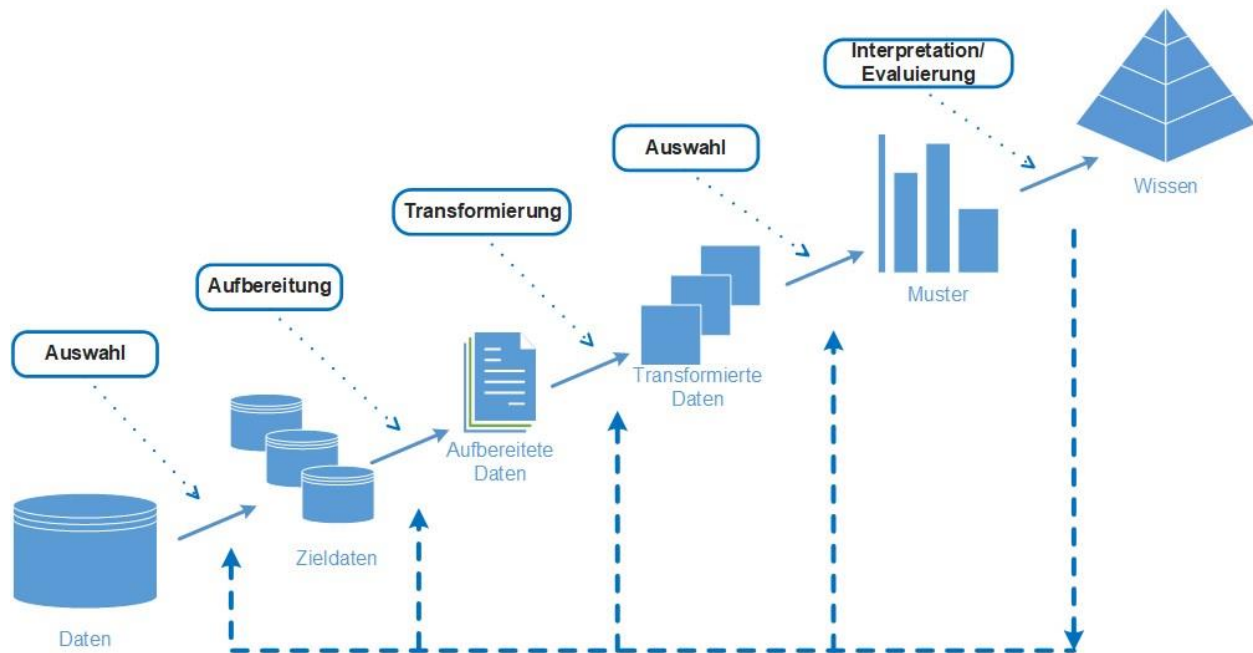 Interpretation/
Evaluierung
Auswahl
Wissen
Transformierung
Aufbereitung
Muster
Auswahl
Transformierte
Daten
Aufbereitete
Daten
Zieldaten
Daten